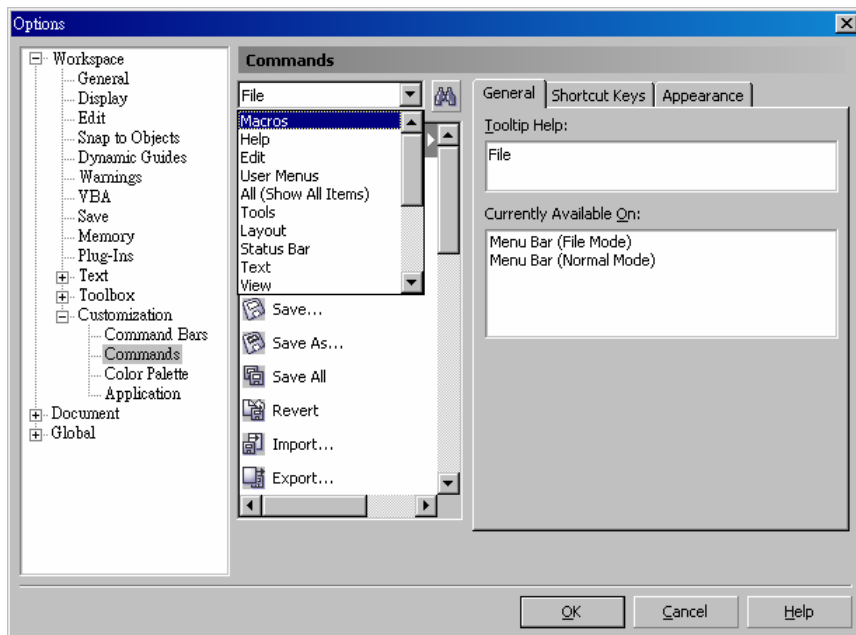 Options
Workspace
General
Display
Edit
Snap to Objects
Dynamic Guides
Warnings
VBA
Save
Memory
Plug-Ins
Text
Toolbox
Customization
Command Bars
Commands
Color Palette
Application
Document
Global
Commands
File
Macros
Help
Edit
User Menus
All (Show All Items)
Tools
Layout
Status Bar
Text
View
Save...
Save As...
Save All
Revert
Import...
Export...
General Shortcut Keys Appearance
Tooltip Help:
File
Currently Available On:
Menu Bar (File Mode)
Menu Bar (Normal Mode)
OK Cancel Help